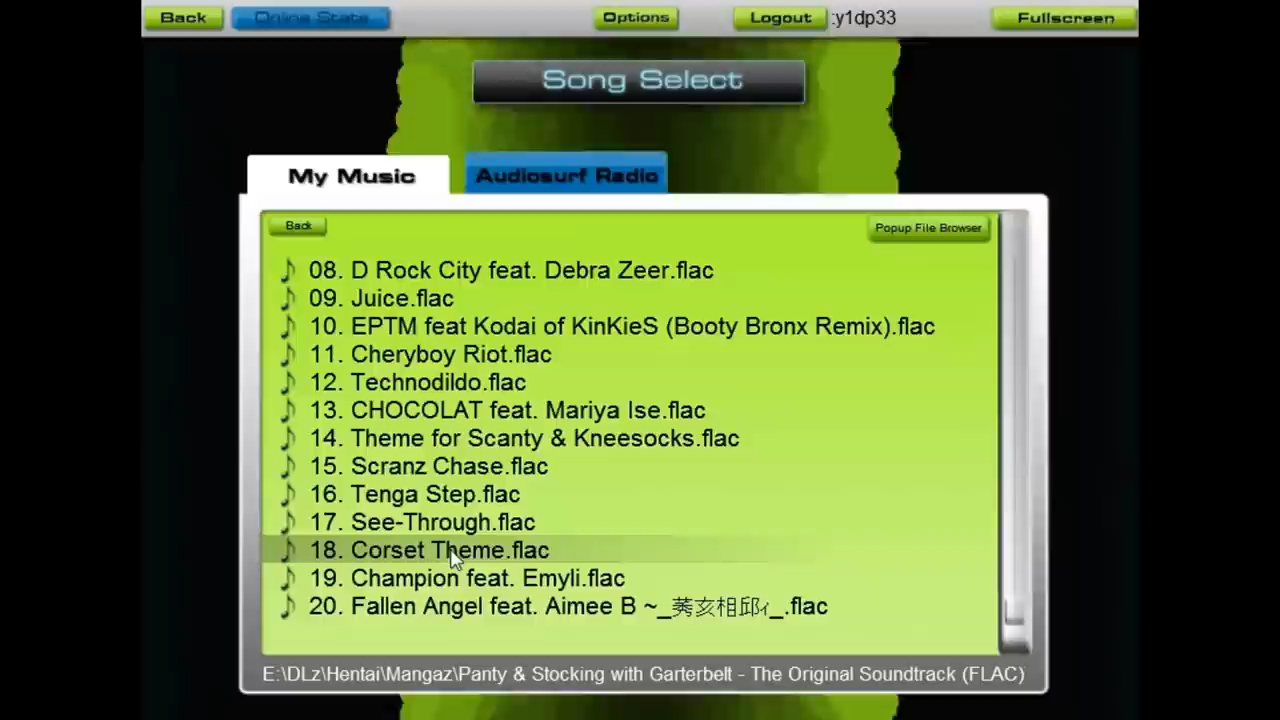 Back Online Stats Options Logout :y1dp33 Fullscreen
Song Select
My Music Audiosurf Radio
Back Popup File Browser
08. D Rock City feat. Debra Zeer.flac
09. Juice.flac
10. EPTM feat Kodai of KinKieS (Booty Bronx Remix).flac
11. Cheryboy Riot.flac
12. Technodildo.flac
13. CHOCOLAT feat. Mariya Ise.flac
14. Theme for Scanty & Kneesocks.flac
15. Scranz Chase.flac
16. Tenga Step.flac
17. See-Through.flac
18. Corset Theme.flac
19. Champion feat. Emyli.flac
20. Fallen Angel feat. Aimee B
E:\DLz\Hentai\Mangaz\Panty & Stocking with Garterbelt - The Original Soundtrack (FLAC)